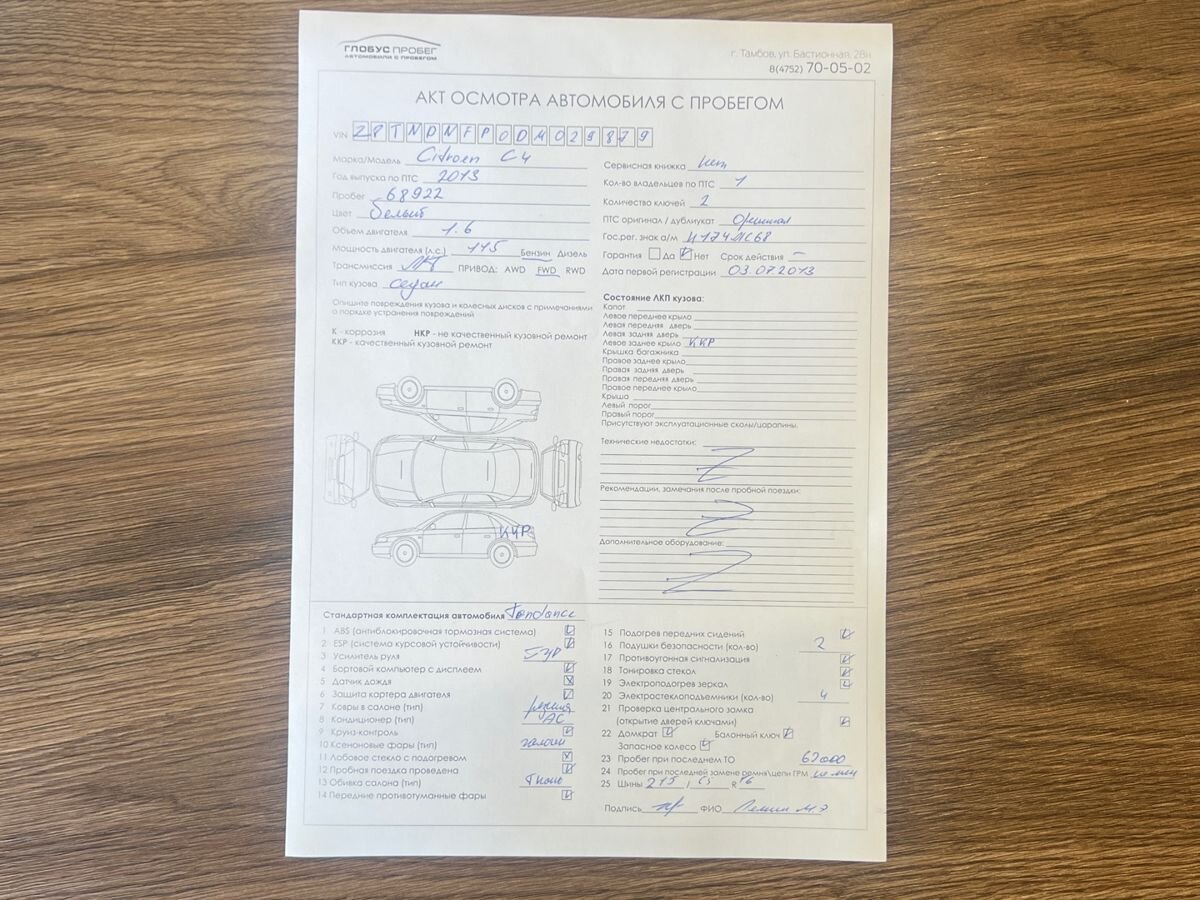 ГЛОБУС ПРОБЕГ
АВТОМОБИЛИ С ПРОБЕГОМ
г. Тамбов, ул. Бастионная, 28н
8(4752) 70-05-02
АКТ ОСМОТРА АВТОМОБИЛЯ С ПРОБЕГОМ
VIN Z8TNDNFP0DM029879
Марка/Модель Citroen C4
Год выпуска по ПТС 2013
Пробег 68922
Цвет белый
Объем двигателя 1.6
Мощность двигателя (л.с.) 115 Бензин Дизель
Трансмиссия ПРИВОД: AWD FWD RWD
Тип кузова седан
Опишите повреждения кузова и колесных дисков с примечаниями
о порядке устранения повреждений
К - коррозия НКР - не качественный кузовной ремонт
ККР - качественный кузовной ремонт
ККР
Сервисная книжка нет
Кол-во владельцев по ПТС 1
Количество ключей 2
ПТС оригинал / дубликат Оригинал
Гос.рег. знак а/м Н174МС68
Гарантия Да Нет Срок действия –
Дата первой регистрации 03.07.2013
Состояние ЛКП кузова:
Капот
Левое переднее крыло
Левая передняя дверь
Левая задняя дверь
Левое заднее крыло ККР
Крышка багажника
Правое заднее крыло
Правая задняя дверь
Правая передняя дверь
Правое переднее крыло
Крыша
Левый порог
Правый порог
Присутствуют эксплуатационные сколы/царапины.
Технические недостатки:
Рекомендации, замечания после пробной поездки:
Дополнительное оборудование:
Стандартная комплектация автомобиля Tendance
1 ABS (антиблокировочная тормозная система)
2 ESP (система курсовой устойчивости)
3 Усилитель руля ГУР
4 Бортовой компьютер с дисплеем
5 Датчик дождя
6 Защита картера двигателя
7 Ковры в салоне (тип) резина
8 Кондиционер (тип) AC
9 Круиз-контроль
10 Ксеноновые фары (тип) галоген
11 Лобовое стекло с подогревом
12 Пробная поездка проведена
13 Обивка салона (тип) Ткань
14 Передние противотуманные фары
15 Подогрев передних сидений
16 Подушки безопасности (кол-во) 2
17 Противоугонная сигнализация
18 Тонировка стекол
19 Электроподогрев зеркал
20 Электростеклоподъемники (кол-во) 4
21 Проверка центрального замка
(открытие дверей ключами)
22 Домкрат Балонный ключ
Запасное колесо
23 Пробег при последнем ТО 62000
24 Пробег при последней замене ремня/цепи ГРМ
25 Шины 215 / R 16
Подпись ФИО